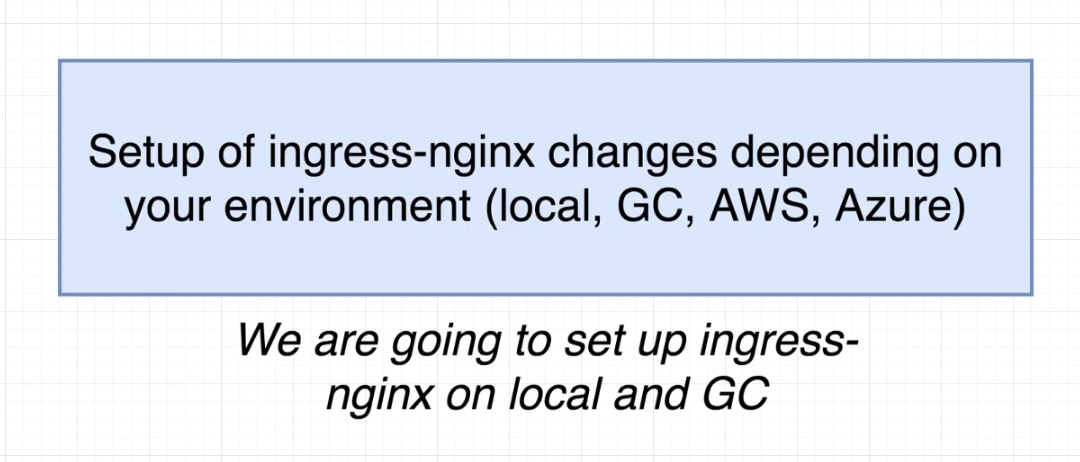 Setup of ingress-nginx changes depending on
your environment (local, GC, AWS, Azure)
We are going to set up ingress-
nginx on local and GC